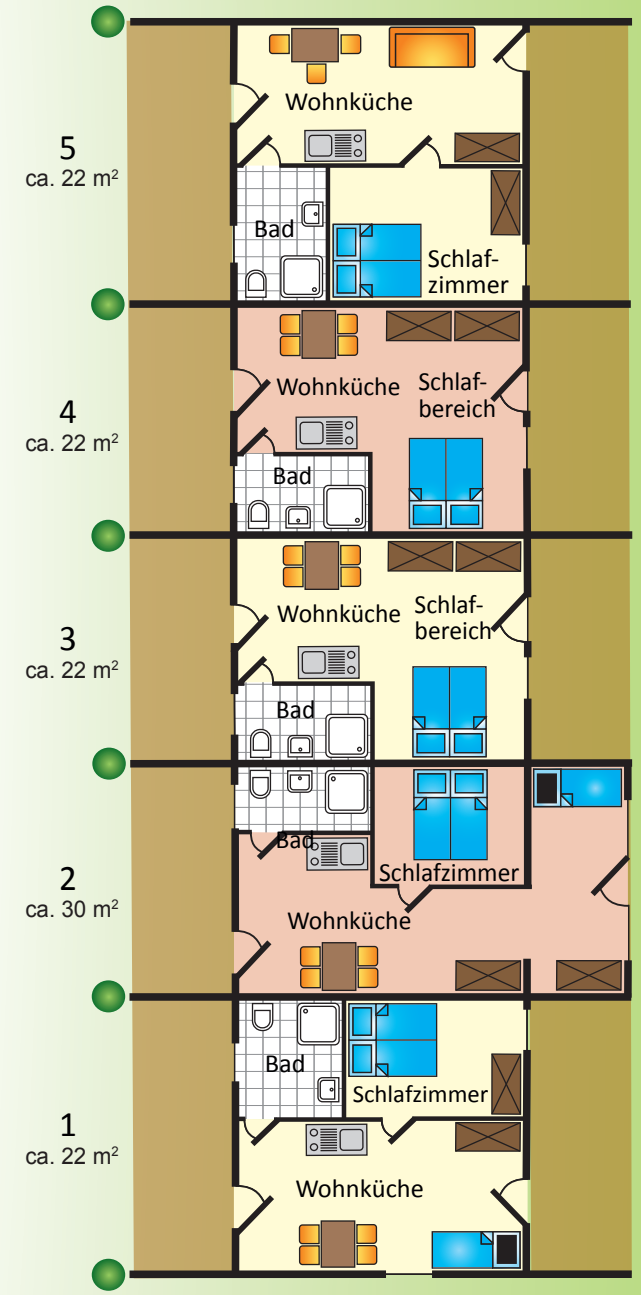 5
ca. 22 m²
Wohnküche
Bad
Schlaf-
zimmer
4
ca. 22 m²
Wohnküche
Schlaf-
bereich
Bad
3
ca. 22 m²
Wohnküche
Schlaf-
bereich
Bad
2
ca. 30 m²
Bad
Schlafzimmer
Wohnküche
1
ca. 22 m²
Bad
Schlafzimmer
Wohnküche